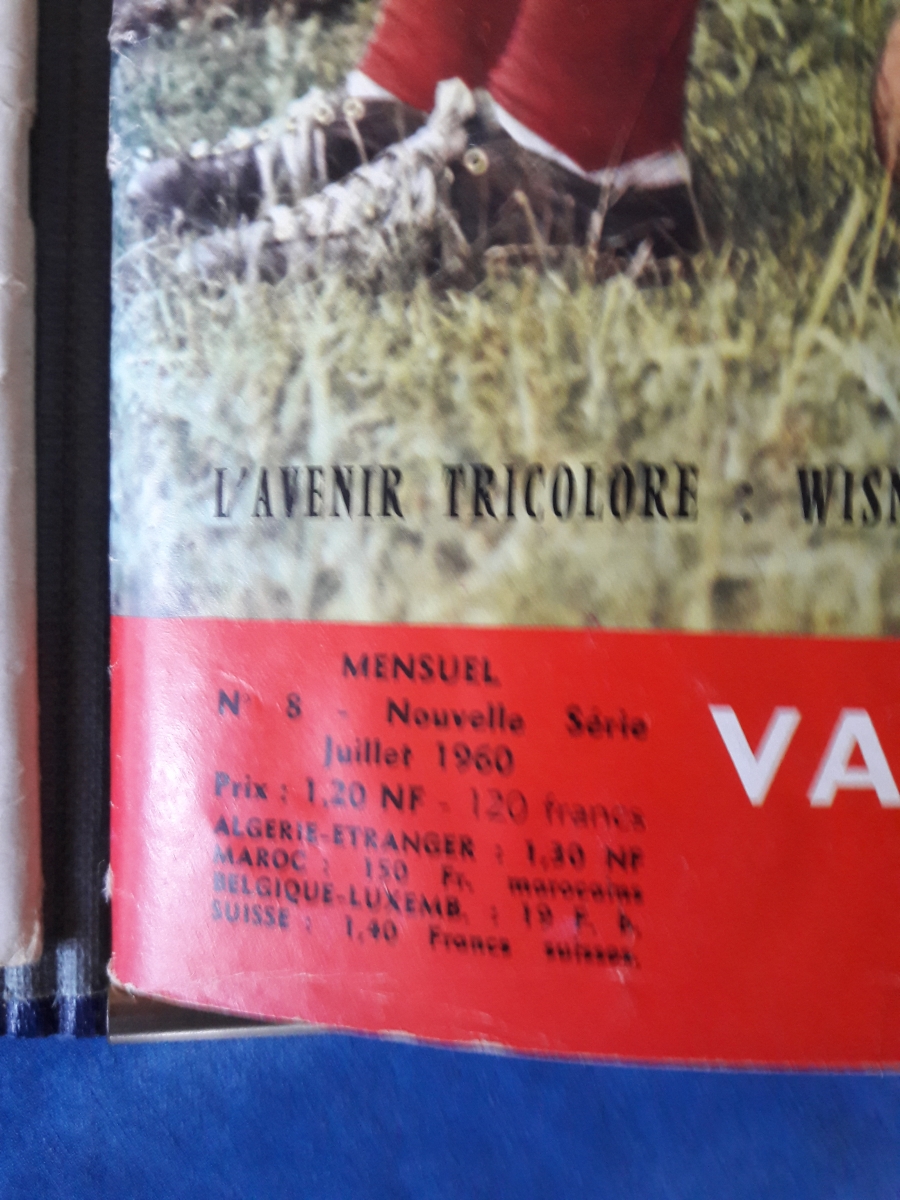 L'AVENIR TRICOLORE : WISN
MENSUEL
N° 8 - Nouvelle Série
Juillet 1960
Prix : 1,20 NF - 120 francs
ALGERIE-ETRANGER : 1,30 NF
MAROC : 150 Fr. marocains
BELGIQUE-LUXEMB. : 19 F. b.
SUISSE : 1,40 Francs suisses.
VA